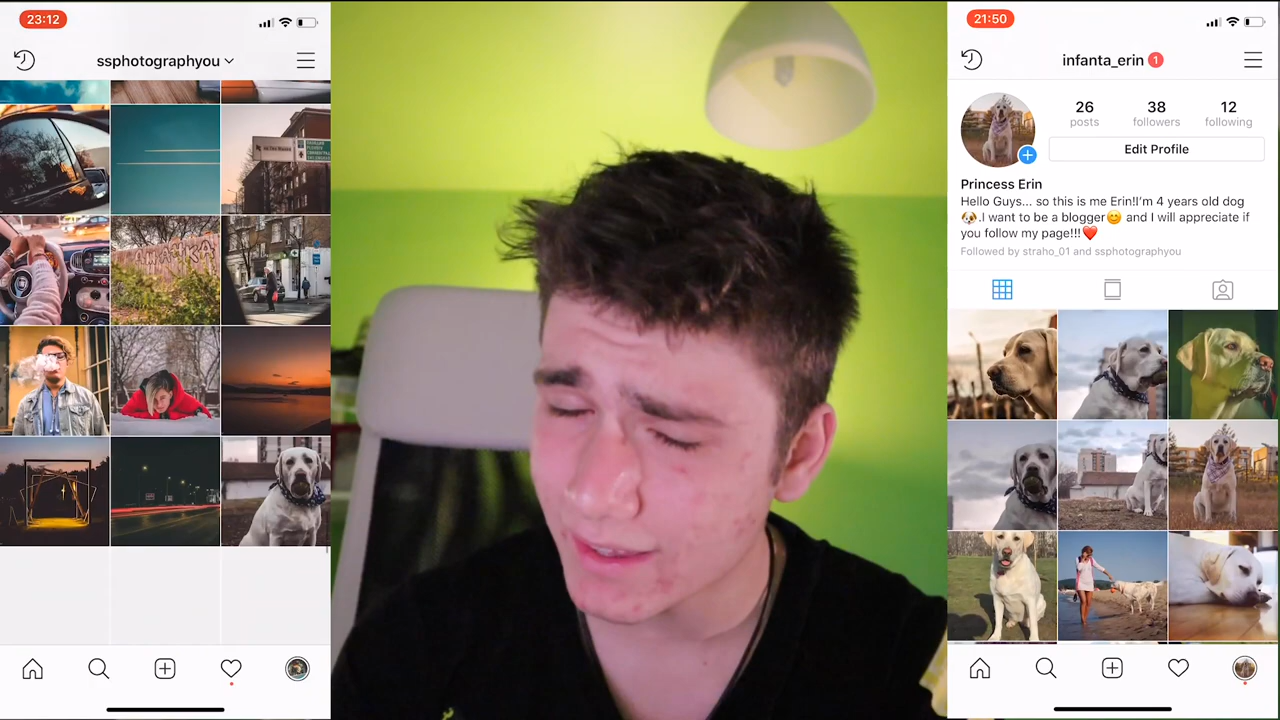 23:12
ssphotographyou
21:50
infanta_erin 1
26
38
12
posts
followers
following
Edit Profile
Princess Erin
Hello Guys... so this is me Erin!I'm 4 years old dog
🐶.I want to be a blogger😊 and I will appreciate if
you follow my page!!!❤️
Followed by straho_01 and ssphotographyou